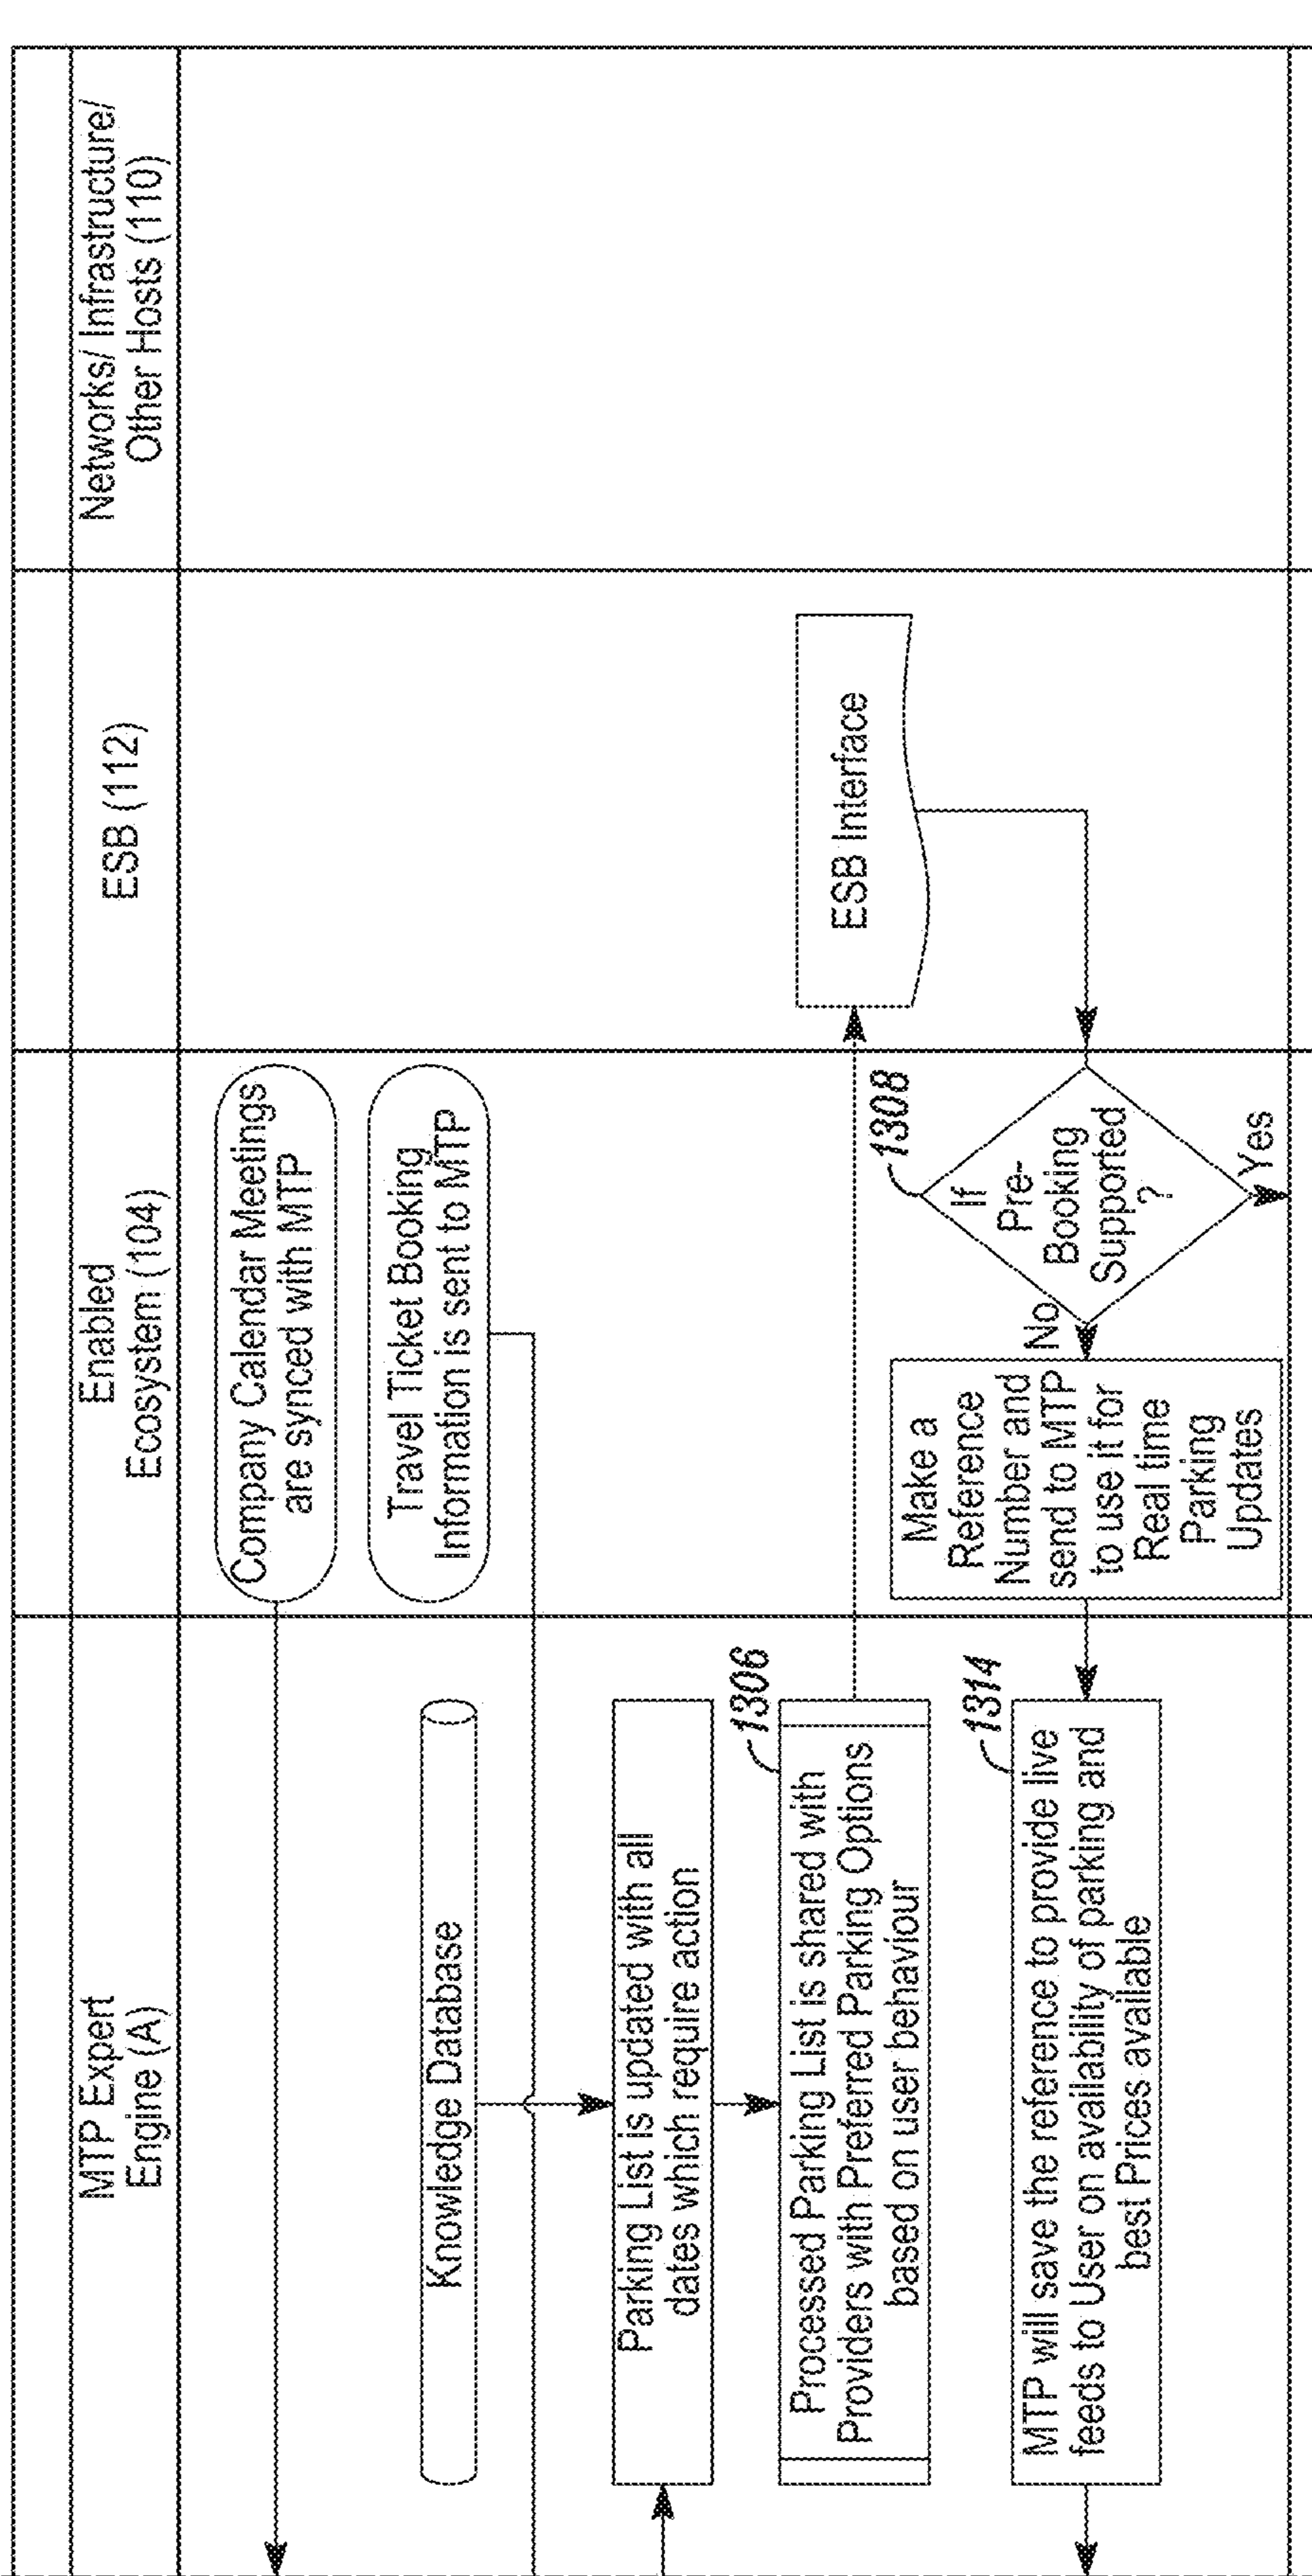 MTP Expert
Engine (A)
Enabled
Ecosystem (104)
ESB (112)
Networks/ Infrastructure/
Other Hosts (110)
Company Calendar Meetings
are synced with MTP
Travel Ticket Booking
Information is sent to MTP
Knowledge Database
Parking List is updated with all
dates which require action
1306
Processed Parking List is shared with
Providers with Preferred Parking Options
based on user behaviour
ESB Interface
1308
If
Pre-
Booking
Supported
?
Yes
No
Make a
Reference
Number and
send to MTP
to use it for
Real time
Parking
Updates
1314
MTP will save the reference to provide live
feeds to User on availability of parking and
best Prices available